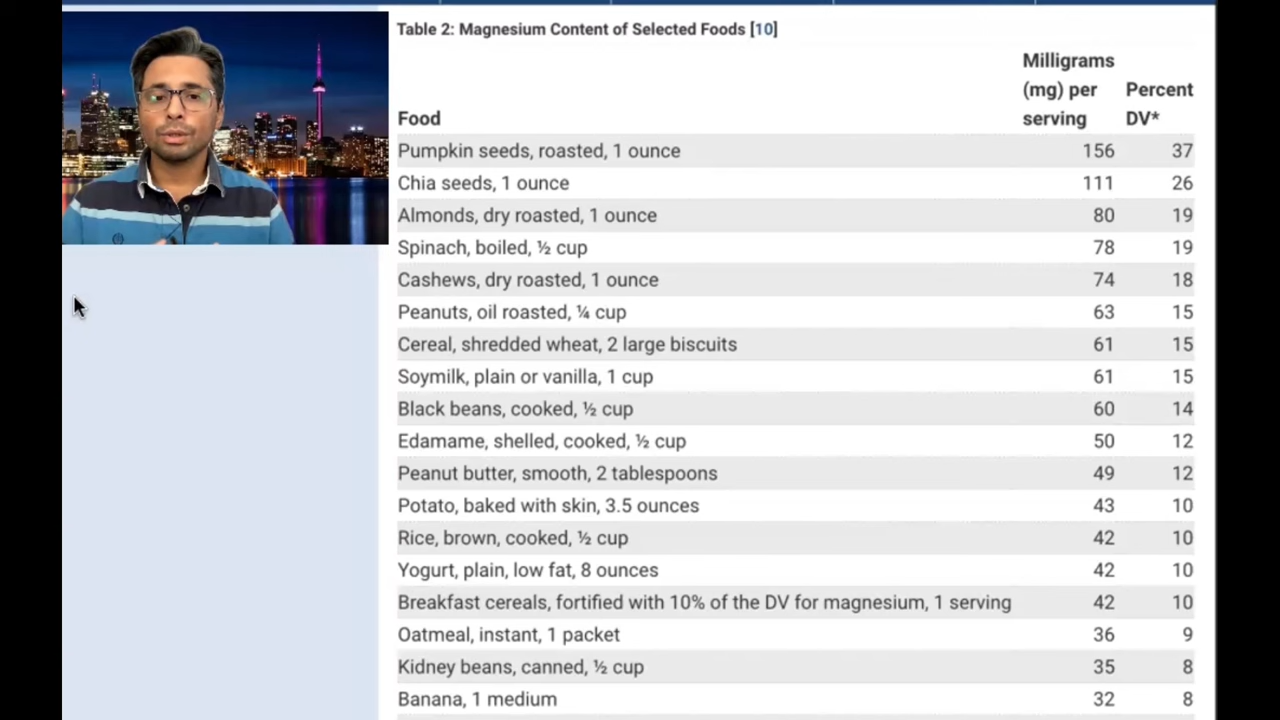 Table 2: Magnesium Content of Selected Foods [10]
Food Milligrams (mg) per serving Percent DV*
Pumpkin seeds, roasted, 1 ounce 156 37
Chia seeds, 1 ounce 111 26
Almonds, dry roasted, 1 ounce 80 19
Spinach, boiled, ½ cup 78 19
Cashews, dry roasted, 1 ounce 74 18
Peanuts, oil roasted, ¼ cup 63 15
Cereal, shredded wheat, 2 large biscuits 61 15
Soymilk, plain or vanilla, 1 cup 61 15
Black beans, cooked, ½ cup 60 14
Edamame, shelled, cooked, ½ cup 50 12
Peanut butter, smooth, 2 tablespoons 49 12
Potato, baked with skin, 3.5 ounces 43 10
Rice, brown, cooked, ½ cup 42 10
Yogurt, plain, low fat, 8 ounces 42 10
Breakfast cereals, fortified with 10% of the DV for magnesium, 1 serving 42 10
Oatmeal, instant, 1 packet 36 9
Kidney beans, canned, ½ cup 35 8
Banana, 1 medium 32 8